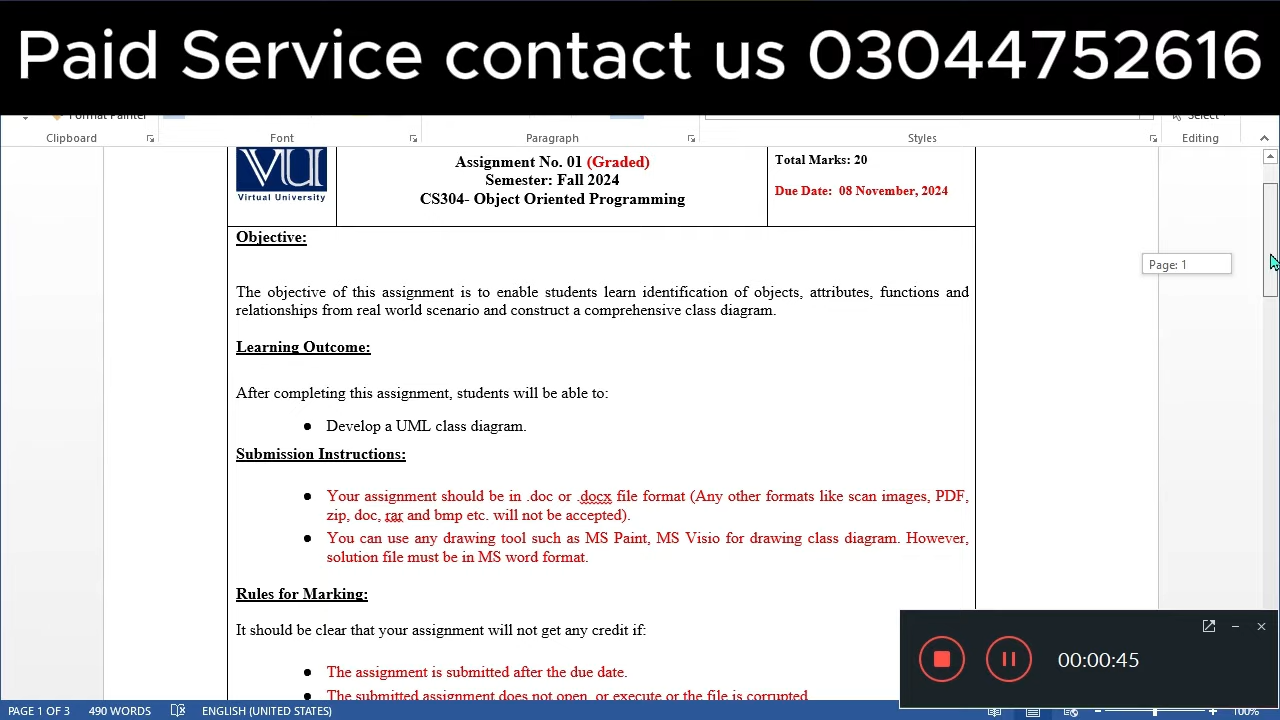 Paid Service contact us 03044752616
Format Painter
Select
Clipboard
Font
Paragraph
Styles
Editing
VU
Virtual University
Assignment No. 01 (Graded)
Semester: Fall 2024
CS304- Object Oriented Programming
Total Marks: 20
Due Date: 08 November, 2024
Objective:
Page: 1
The objective of this assignment is to enable students learn identification of objects, attributes, functions and
relationships from real world scenario and construct a comprehensive class diagram.
Learning Outcome:
After completing this assignment, students will be able to:
● Develop a UML class diagram.
Submission Instructions:
● Your assignment should be in .doc or .docx file format (Any other formats like scan images, PDF,
zip, doc, rar and bmp etc. will not be accepted).
● You can use any drawing tool such as MS Paint, MS Visio for drawing class diagram. However,
solution file must be in MS word format.
Rules for Marking:
It should be clear that your assignment will not get any credit if:
● The assignment is submitted after the due date.
● The submitted assignment does not open, or execute or the file is corrupted.
00:00:45
PAGE 1 OF 3
490 WORDS
ENGLISH (UNITED STATES)
100%